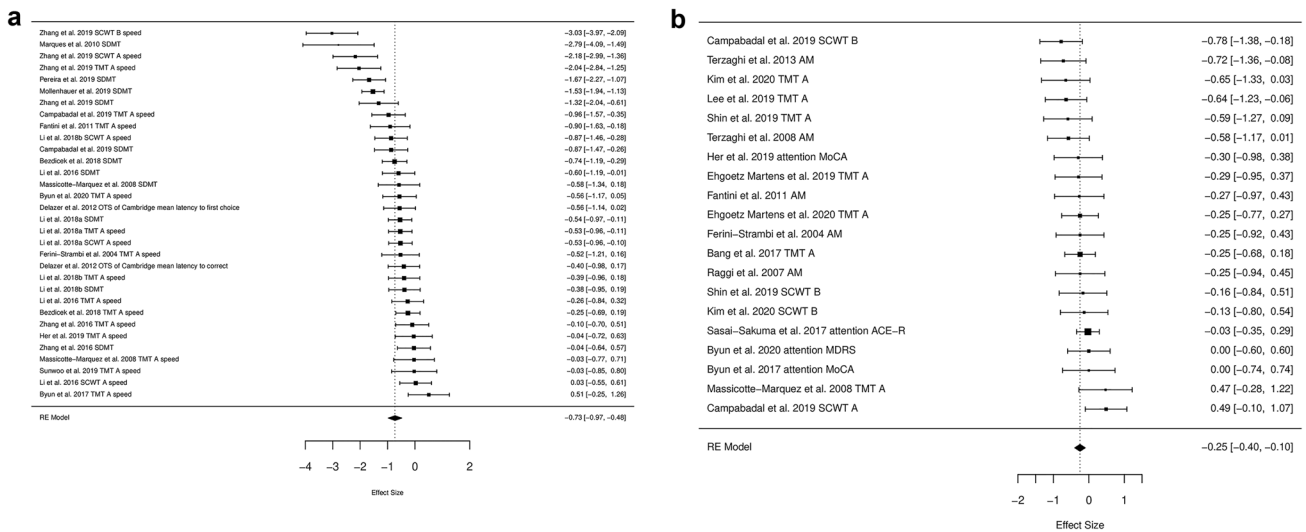 a
Zhang et al. 2019 SCWT B speed −3.03 [−3.97, −2.09]
Marques et al. 2010 SDMT −2.79 [−4.09, −1.49]
Zhang et al. 2019 SCWT A speed −2.18 [−2.99, −1.36]
Zhang et al. 2019 TMT A speed −2.04 [−2.84, −1.25]
Pereira et al. 2019 SDMT −1.67 [−2.27, −1.07]
Mollenhauer et al. 2019 SDMT −1.53 [−1.94, −1.13]
Zhang et al. 2019 SDMT −1.32 [−2.04, −0.61]
Campabadal et al. 2019 TMT A speed −0.96 [−1.57, −0.35]
Fantini et al. 2011 TMT A speed −0.90 [−1.63, −0.18]
Li et al. 2018b SCWT A speed −0.87 [−1.46, −0.28]
Campabadal et al. 2019 SDMT −0.87 [−1.47, −0.26]
Bezdicek et al. 2018 SDMT −0.74 [−1.19, −0.29]
Li et al. 2016 SDMT −0.60 [−1.19, −0.01]
Massicotte−Marquez et al. 2008 SDMT −0.58 [−1.34, 0.18]
Byun et al. 2020 TMT A speed −0.56 [−1.17, 0.05]
Delazer et al. 2012 OTS of Cambridge mean latency to first choice −0.56 [−1.14, 0.02]
Li et al. 2018a SDMT −0.54 [−0.97, −0.11]
Li et al. 2018a TMT A speed −0.53 [−0.96, −0.11]
Li et al. 2018a SCWT A speed −0.53 [−0.96, −0.10]
Ferini−Strambi et al. 2004 TMT A speed −0.52 [−1.21, 0.16]
Delazer et al. 2012 OTS of Cambridge mean latency to correct −0.40 [−0.98, 0.17]
Li et al. 2018b TMT A speed −0.39 [−0.96, 0.18]
Li et al. 2018b SDMT −0.38 [−0.95, 0.19]
Li et al. 2016 TMT A speed −0.26 [−0.84, 0.32]
Bezdicek et al. 2018 TMT A speed −0.25 [−0.69, 0.19]
Zhang et al. 2016 TMT A speed −0.10 [−0.70, 0.51]
Her et al. 2019 TMT A speed −0.04 [−0.72, 0.63]
Zhang et al. 2016 SDMT −0.04 [−0.64, 0.57]
Massicotte−Marquez et al. 2008 TMT A speed −0.03 [−0.77, 0.71]
Sunwoo et al. 2019 TMT A speed −0.03 [−0.85, 0.80]
Li et al. 2016 SCWT A speed 0.03 [−0.55, 0.61]
Byun et al. 2017 TMT A speed 0.51 [−0.25, 1.26]
RE Model −0.73 [−0.97, −0.48]
−4 −3 −2 −1 0 2
Effect Size
b
Campabadal et al. 2019 SCWT B −0.78 [−1.38, −0.18]
Terzaghi et al. 2013 AM −0.72 [−1.36, −0.08]
Kim et al. 2020 TMT A −0.65 [−1.33, 0.03]
Lee et al. 2019 TMT A −0.64 [−1.23, −0.06]
Shin et al. 2019 TMT A −0.59 [−1.27, 0.09]
Terzaghi et al. 2008 AM −0.58 [−1.17, 0.01]
Her et al. 2019 attention MoCA −0.30 [−0.98, 0.38]
Ehgoetz Martens et al. 2019 TMT A −0.29 [−0.95, 0.37]
Fantini et al. 2011 AM −0.27 [−0.97, 0.43]
Ehgoetz Martens et al. 2020 TMT A −0.25 [−0.77, 0.27]
Ferini−Strambi et al. 2004 AM −0.25 [−0.92, 0.43]
Bang et al. 2017 TMT A −0.25 [−0.68, 0.18]
Raggi et al. 2007 AM −0.25 [−0.94, 0.45]
Shin et al. 2019 SCWT B −0.16 [−0.84, 0.51]
Kim et al. 2020 SCWT B −0.13 [−0.80, 0.54]
Sasai−Sakuma et al. 2017 attention ACE−R −0.03 [−0.35, 0.29]
Byun et al. 2020 attention MDRS 0.00 [−0.60, 0.60]
Byun et al. 2017 attention MoCA 0.00 [−0.74, 0.74]
Massicotte−Marquez et al. 2008 TMT A 0.47 [−0.28, 1.22]
Campabadal et al. 2019 SCWT A 0.49 [−0.10, 1.07]
RE Model −0.25 [−0.40, −0.10]
−2 −1 0 1
Effect Size